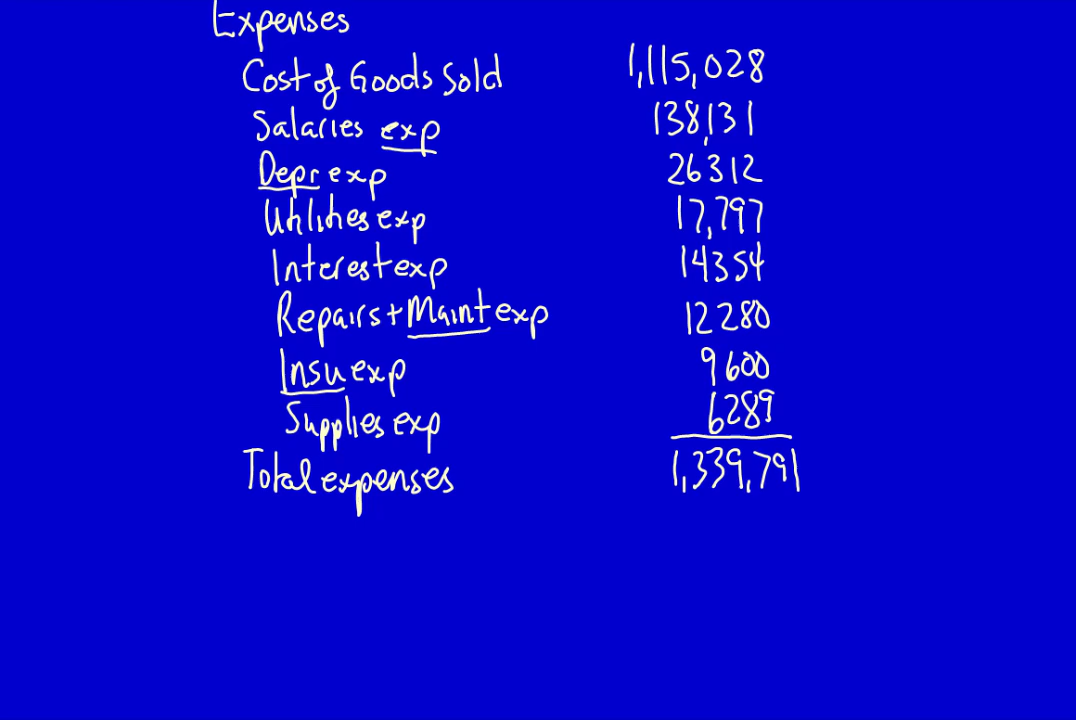 Expenses
Cost of Goods Sold 1,115,028
Salaries exp 138,131
Depr exp 26312
Utilities exp 17,797
Interest exp 14354
Repairs + Maint exp 12280
Insu exp 9600
Supplies exp 6289
Total expenses 1,339,791